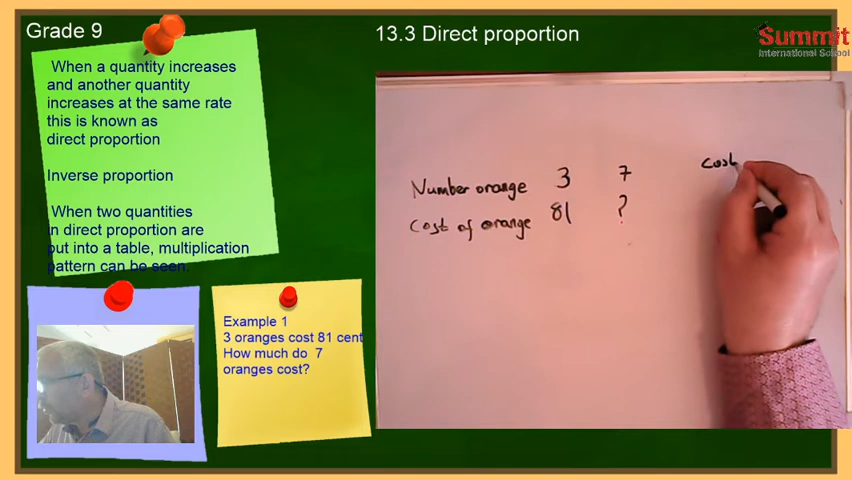 Grade 9
13.3 Direct proportion
Summit
International School
When a quantity increases
and another quantity
increases at the same rate
this is known as
direct proportion
Inverse proportion
When two quantities
in direct proportion are
put into a table, multiplication
pattern can be seen.
Example 1
3 oranges cost 81 cent
How much do 7
oranges cost?
Number orange 3 7
Cost of orange 81 ?
cost